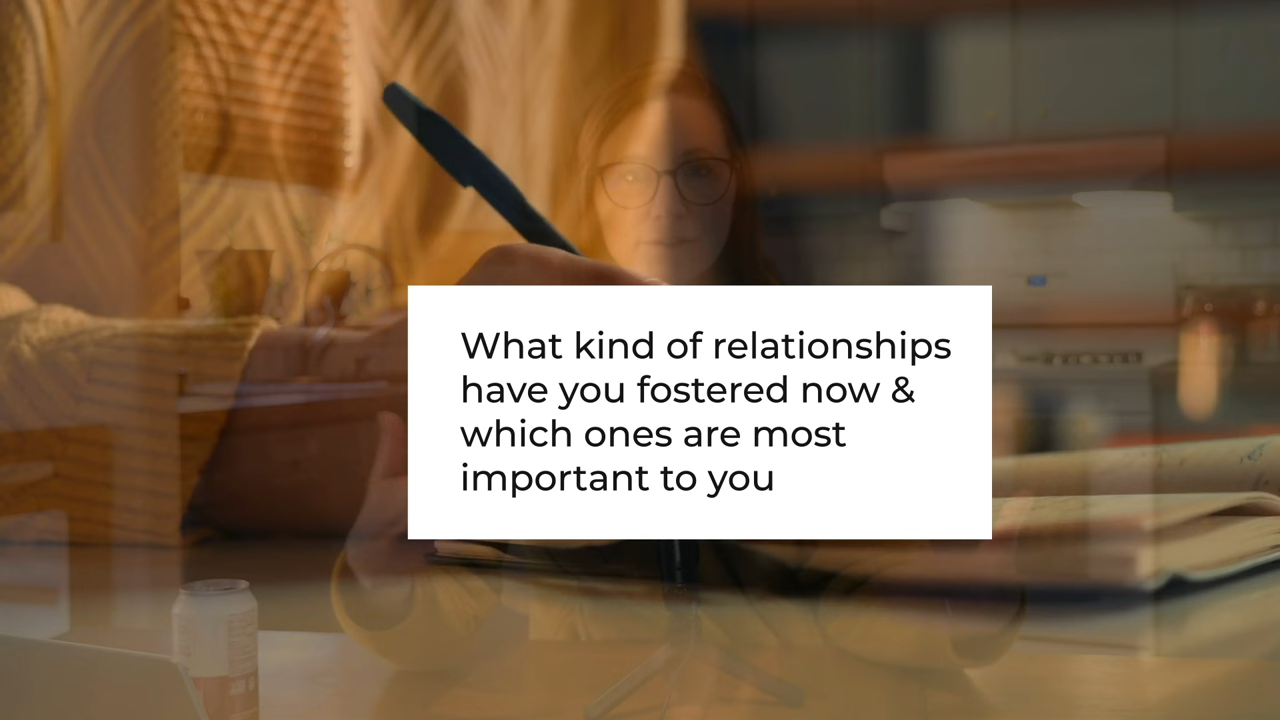 What kind of relationships
have you fostered now &
which ones are most
important to you